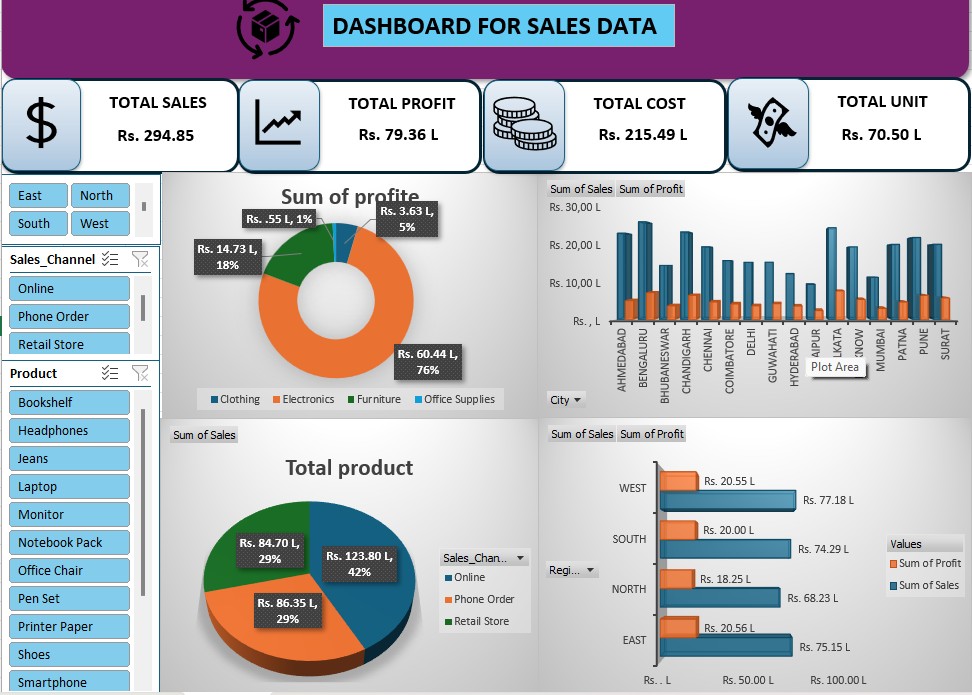 DASHBOARD FOR SALES DATA
TOTAL SALES
Rs. 294.85
TOTAL PROFIT
Rs. 79.36 L
TOTAL COST
Rs. 215.49 L
TOTAL UNIT
Rs. 70.50 L
East
North
South
West
Sales_Channel
Online
Phone Order
Retail Store
Product
Bookshelf
Headphones
Jeans
Laptop
Monitor
Notebook Pack
Office Chair
Pen Set
Printer Paper
Shoes
Smartphone
Sum of profite
Rs. .55 L, 1%
Rs. 3.63 L,
5%
Rs. 14.73 L,
18%
Rs. 60.44 L,
76%
Clothing
Electronics
Furniture
Office Supplies
Sum of Sales
Sum of Profit
Rs. 30,00 L
Rs. 20,00 L
Rs. 10,00 L
Rs. , L
AHMEDABAD
BENGALURU
BHUBANESWAR
CHANDIGARH
CHENNAI
COIMBATORE
DELHI
GUWAHATI
HYDERABAD
AIPUR
LKATA
KNOW
MUMBAI
PATNA
PUNE
SURAT
Plot Area
City
Sum of Sales
Total product
Rs. 84.70 L,
29%
Rs. 123.80 L,
42%
Rs. 86.35 L,
29%
Sales_Chan...
Online
Phone Order
Retail Store
Sum of Sales
Sum of Profit
WEST
Rs. 20.55 L
Rs. 77.18 L
SOUTH
Rs. 20.00 L
Rs. 74.29 L
Regi...
NORTH
Rs. 18.25 L
Rs. 68.23 L
EAST
Rs. 20.56 L
Rs. 75.15 L
Rs. . L
Rs. 50.00 L
Rs. 100.00 L
Values
Sum of Profit
Sum of Sales